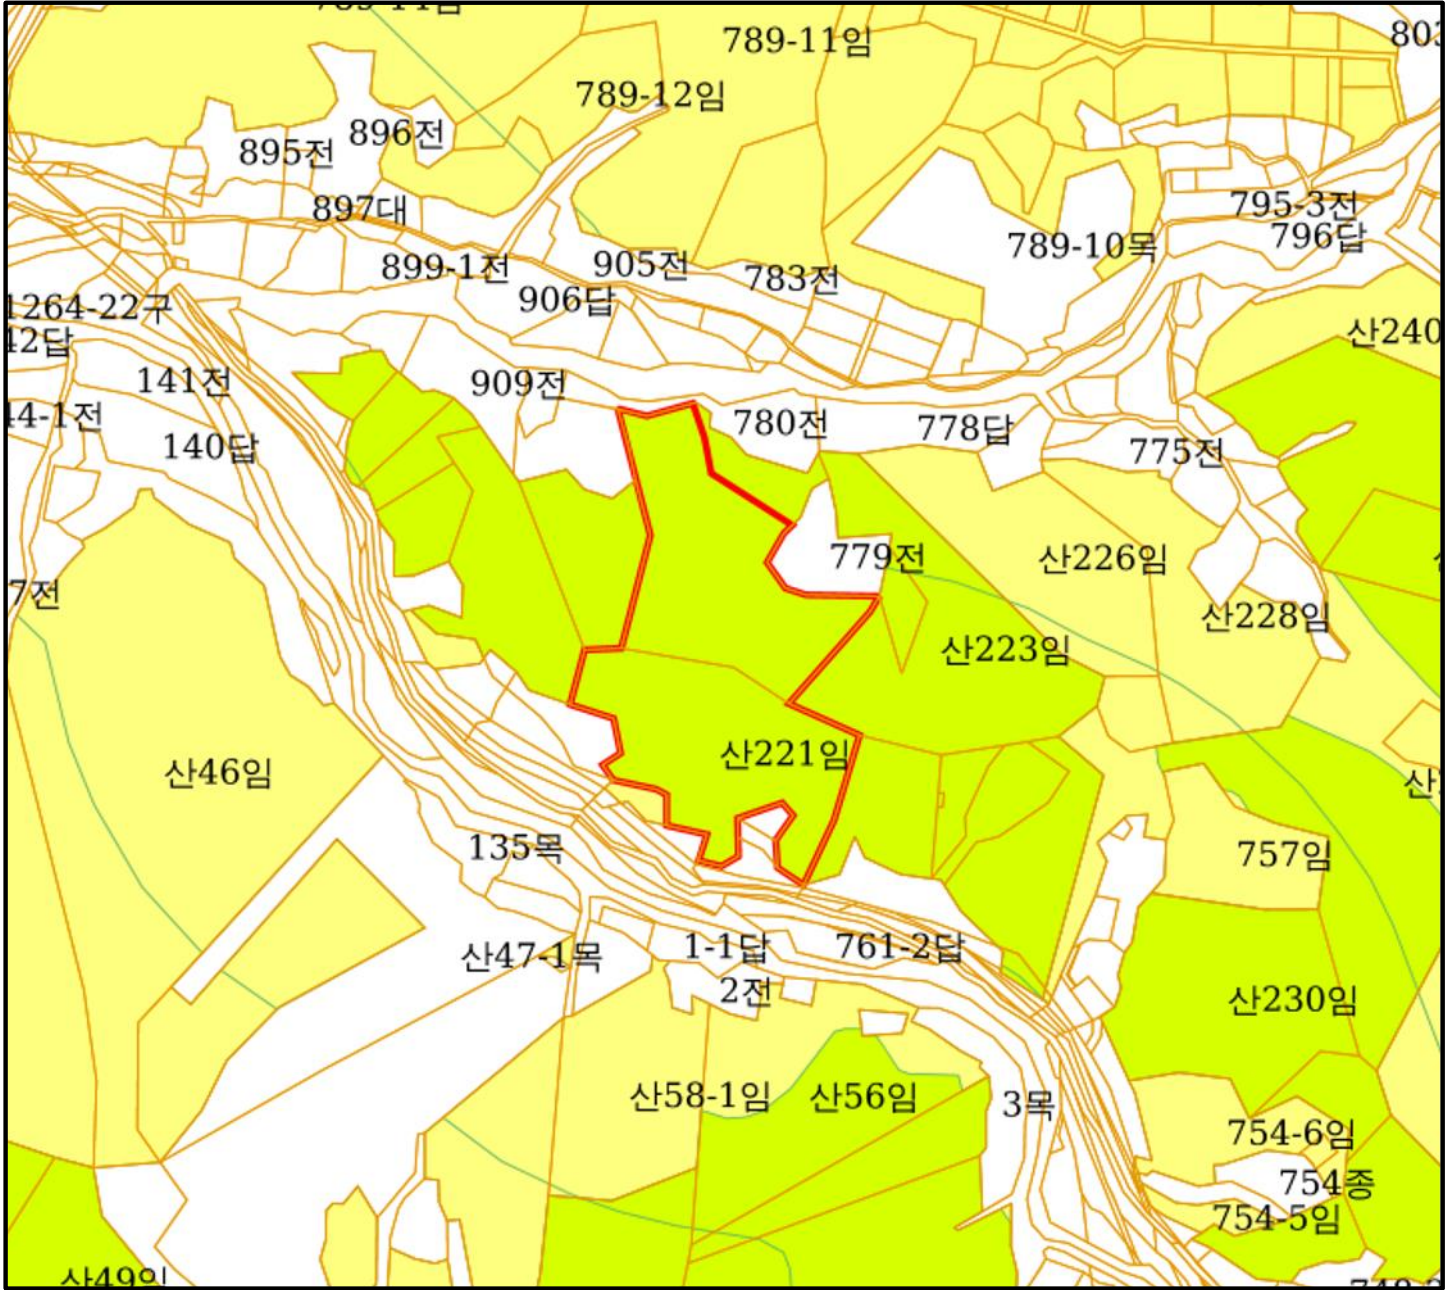 789-11임
789-12임
896전
895전
897대
795-3전
796답
789-10목
899-1전
905전
783전
906답
1264-22구
42답
산240
141전
909전
44-1전
780전
778답
140답
775전
779전
산226임
7전
산228임
산223임
산221임
산46임
135목
757임
1-1답
761-2답
산47-1목
2전
산230임
산58-1임
산56임
3목
754-6임
754종
754-5임
산49임